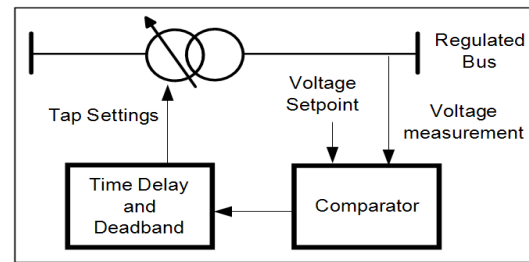 Regulated
Bus
Voltage
Setpoint
Tap Settings
Voltage
measurement
Time Delay
and
Deadband
Comparator